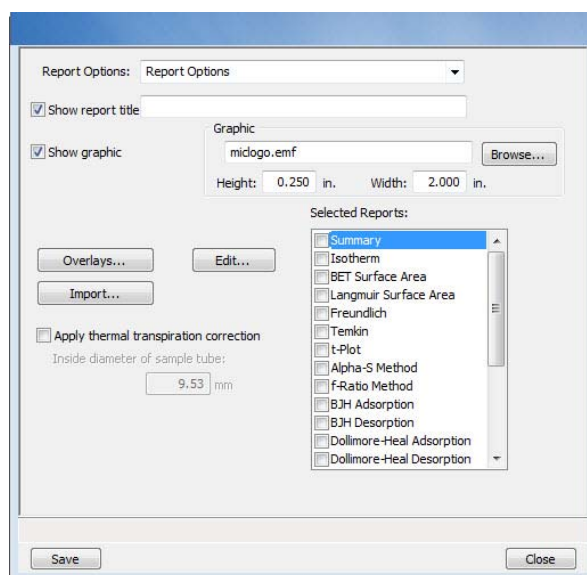 Report Options: Report Options
Show report title
Graphic
Show graphic
miclogo.emf Browse...
Height: 0.250 in. Width: 2.000 in.
Selected Reports:
Summary
Isotherm
BET Surface Area
Langmuir Surface Area
Freundlich
Temkin
t-Plot
Alpha-S Method
f-Ratio Method
BJH Adsorption
BJH Desorption
Dollimore-Heal Adsorption
Dollimore-Heal Desorption
Overlays... Edit...
Import...
Apply thermal transpiration correction
Inside diameter of sample tube:
9.53 mm
Save Close